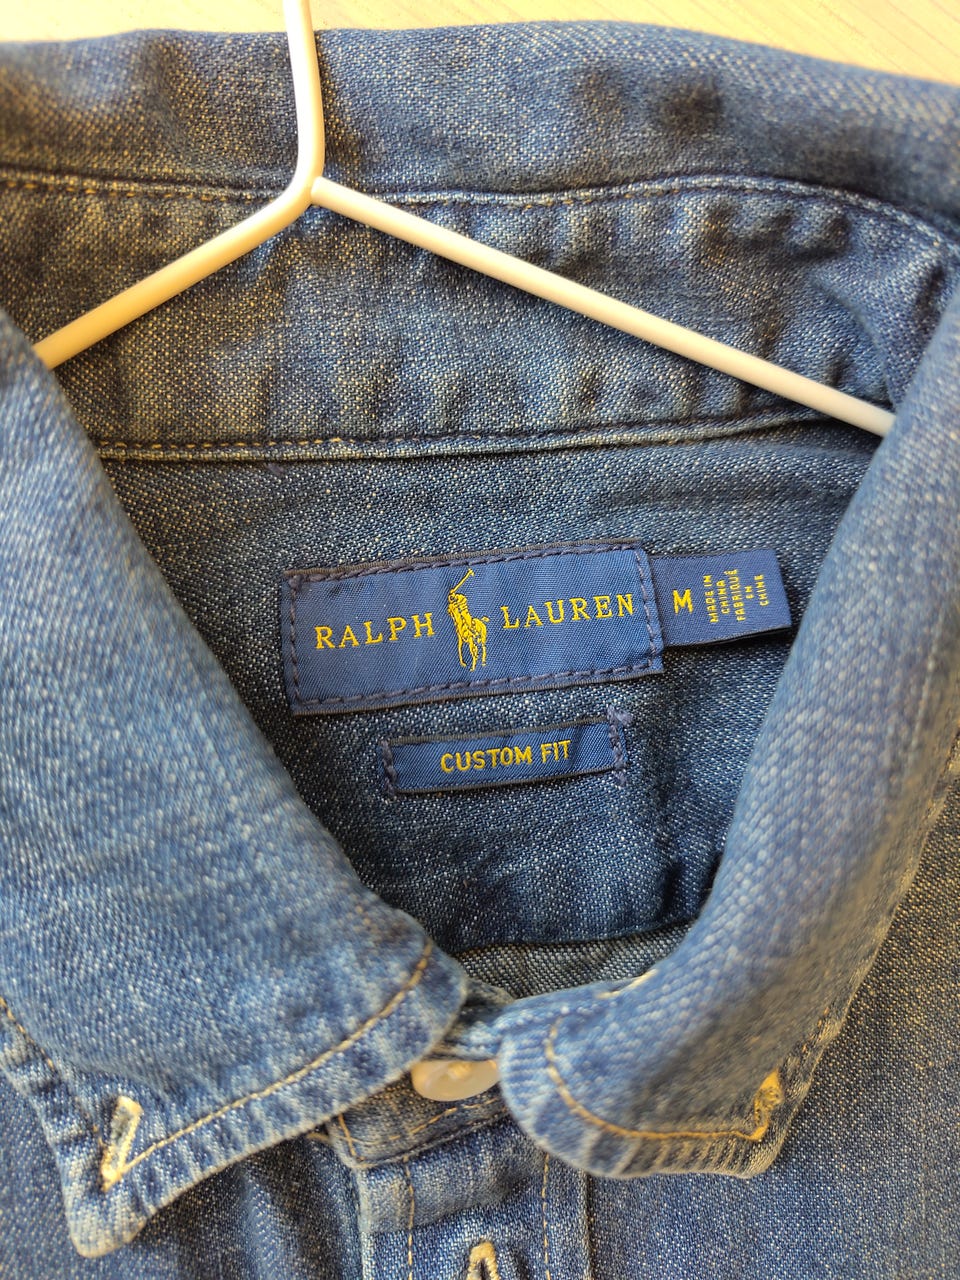 RALPH LAUREN
M
MADE IN
CHINA
FABRIQUÉ
EN
CHINE
CUSTOM FIT